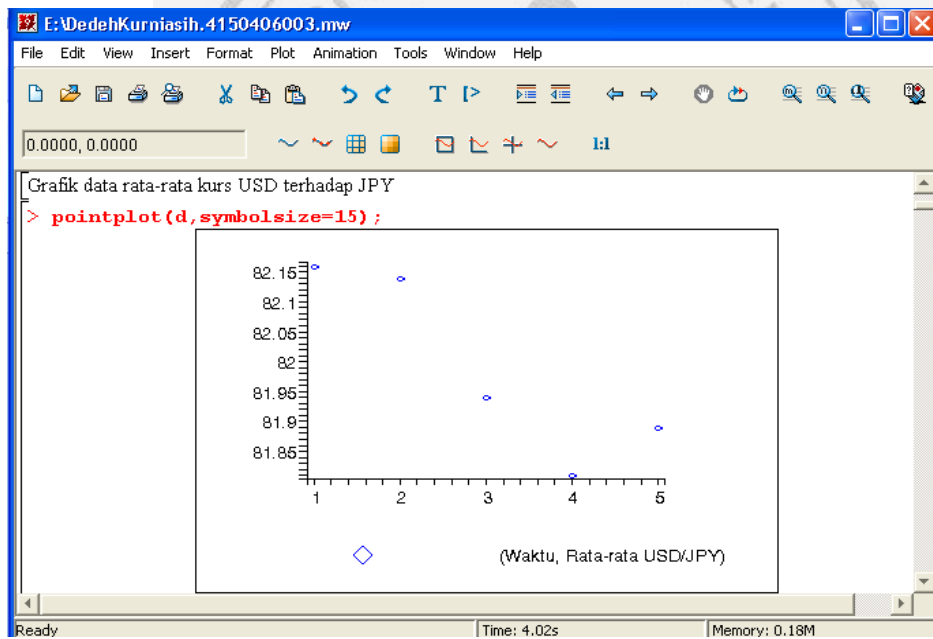 E:\DedehKurniasih.4150406003.mw
File Edit View Insert Format Plot Animation Tools Window Help
T [>
0.0000, 0.0000 1:1
Grafik data rata-rata kurs USD terhadap JPY
> pointplot(d,symbolsize=15);
82.15
82.1
82.05
82
81.95
81.9
81.85
1 2 3 4 5
(Waktu, Rata-rata USD/JPY)
Ready Time: 4.02s Memory: 0.18M